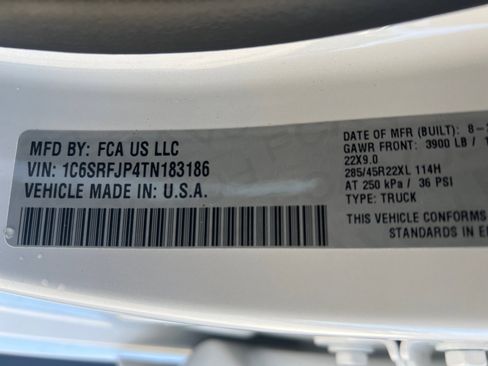 MFD BY: FCA US LLC
VIN: 1C6SRFJP4TN183186
VEHICLE MADE IN: U.S.A.
DATE OF MFR (BUILT): 8-
GAWR FRONT: 3900 LB /
22X9.0
285/45R22XL 114H
AT 250 kPa / 36 PSI
TYPE: TRUCK
THIS VEHICLE CONFORMS
STANDARDS IN